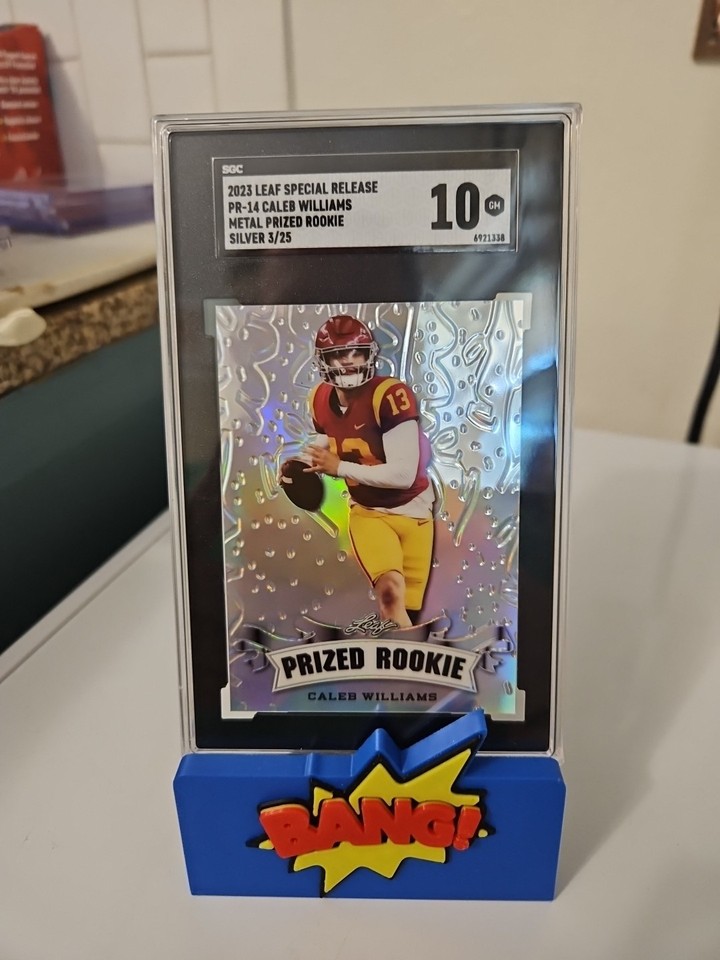 SGC
2023 LEAF SPECIAL RELEASE
PR-14 CALEB WILLIAMS
METAL PRIZED ROOKIE
SILVER 3/25
10
GM
6921338
13
13
Leaf
PRIZED ROOKIE
CALEB WILLIAMS
BANG!